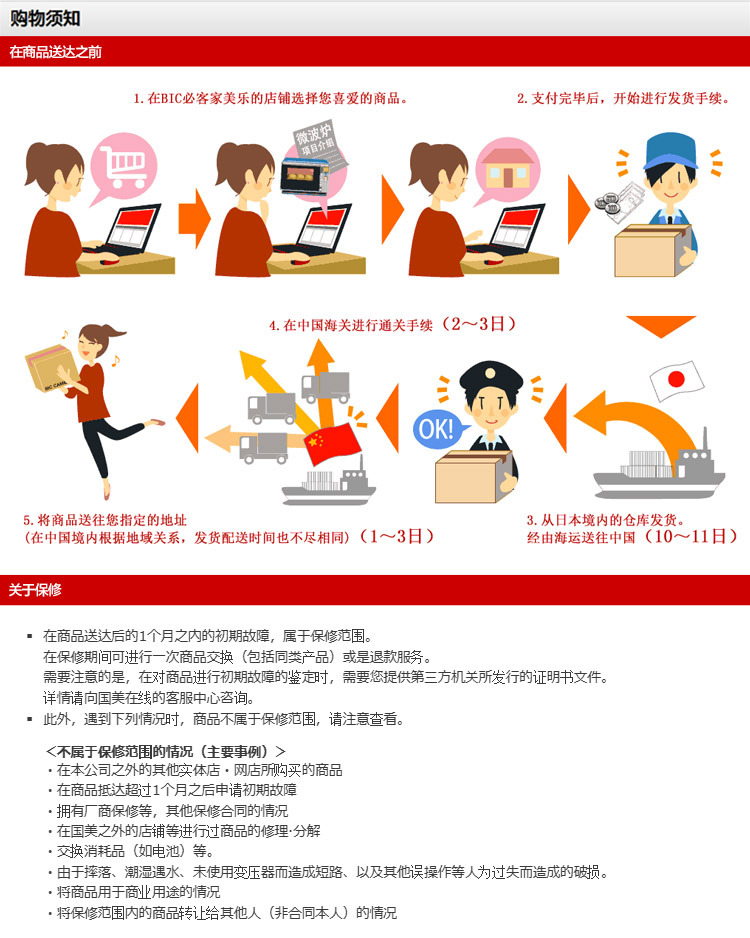 购物须知
在商品送达之前
1.在BIC必客家美乐的店铺选择您喜爱的商品。
2.支付完毕后，开始进行发货手续。
微波炉
项目介绍
4.在中国海关进行通关手续（2～3日）
OK!
BIC CAME
5.将商品送往您指定的地址
(在中国境内根据地域关系，发货配送时间也不尽相同)（1～3日）
3.从日本境内的仓库发货。
经由海运送往中国（10～11日）
关于保修
▪ 在商品送达后的1个月之内的初期故障，属于保修范围。
在保修期间可进行一次商品交换（包括同类产品）或是退款服务。
需要注意的是，在对商品进行初期故障的鉴定时，需要您提供第三方机关所发行的证明书文件。
详情请向国美在线的客服中心咨询。
▪ 此外，遇到下列情况时，商品不属于保修范围，请注意查看。
＜不属于保修范围的情况（主要事例）＞
・在本公司之外的其他实体店・网店所购买的商品
・在商品抵达超过1个月之后申请初期故障
・拥有厂商保修等，其他保修合同的情况
・在国美之外的店铺等进行过商品的修理·分解
・交换消耗品（如电池）等。
・由于摔落、潮湿遇水、未使用变压器而造成短路、以及其他误操作等人为过失而造成的破损。
・将商品用于商业用途的情况
・将保修范围内的商品转让给其他人（非合同本人）的情况